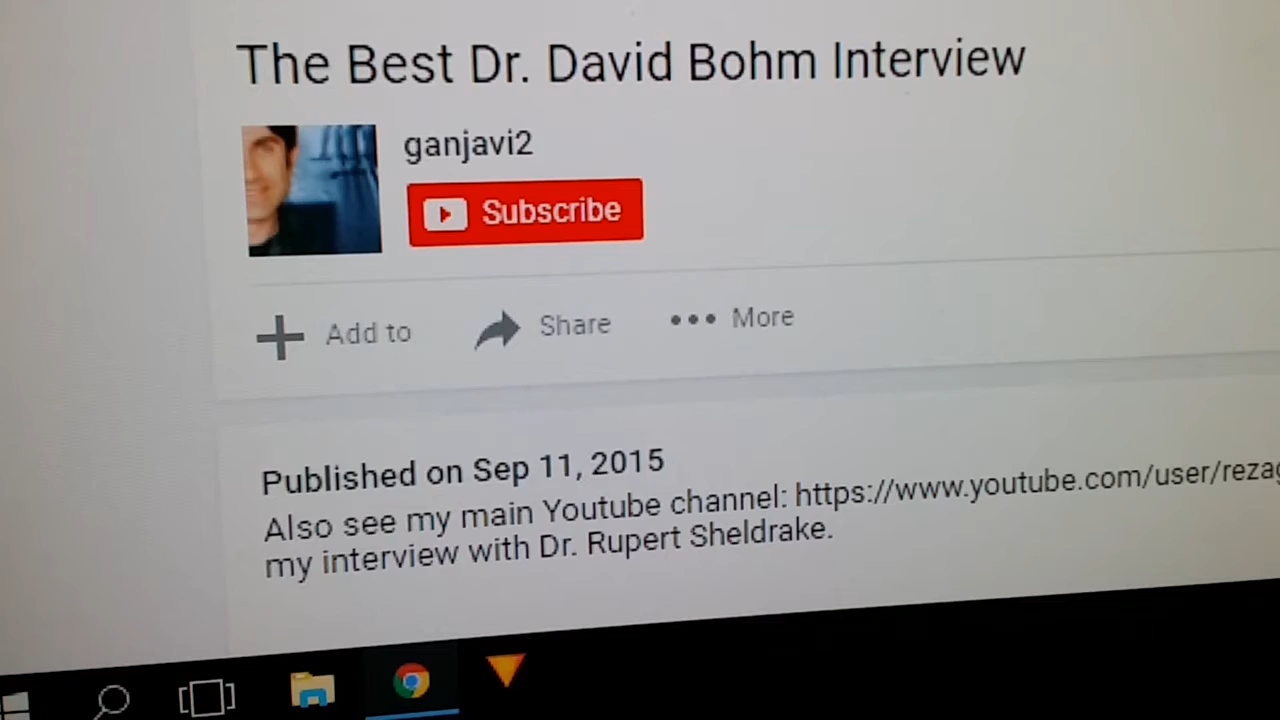 The Best Dr. David Bohm Interview
ganjavi2
Subscribe
Add to
Share
More
Published on Sep 11, 2015
Also see my main Youtube channel: https://www.youtube.com/user/rezag
my interview with Dr. Rupert Sheldrake.